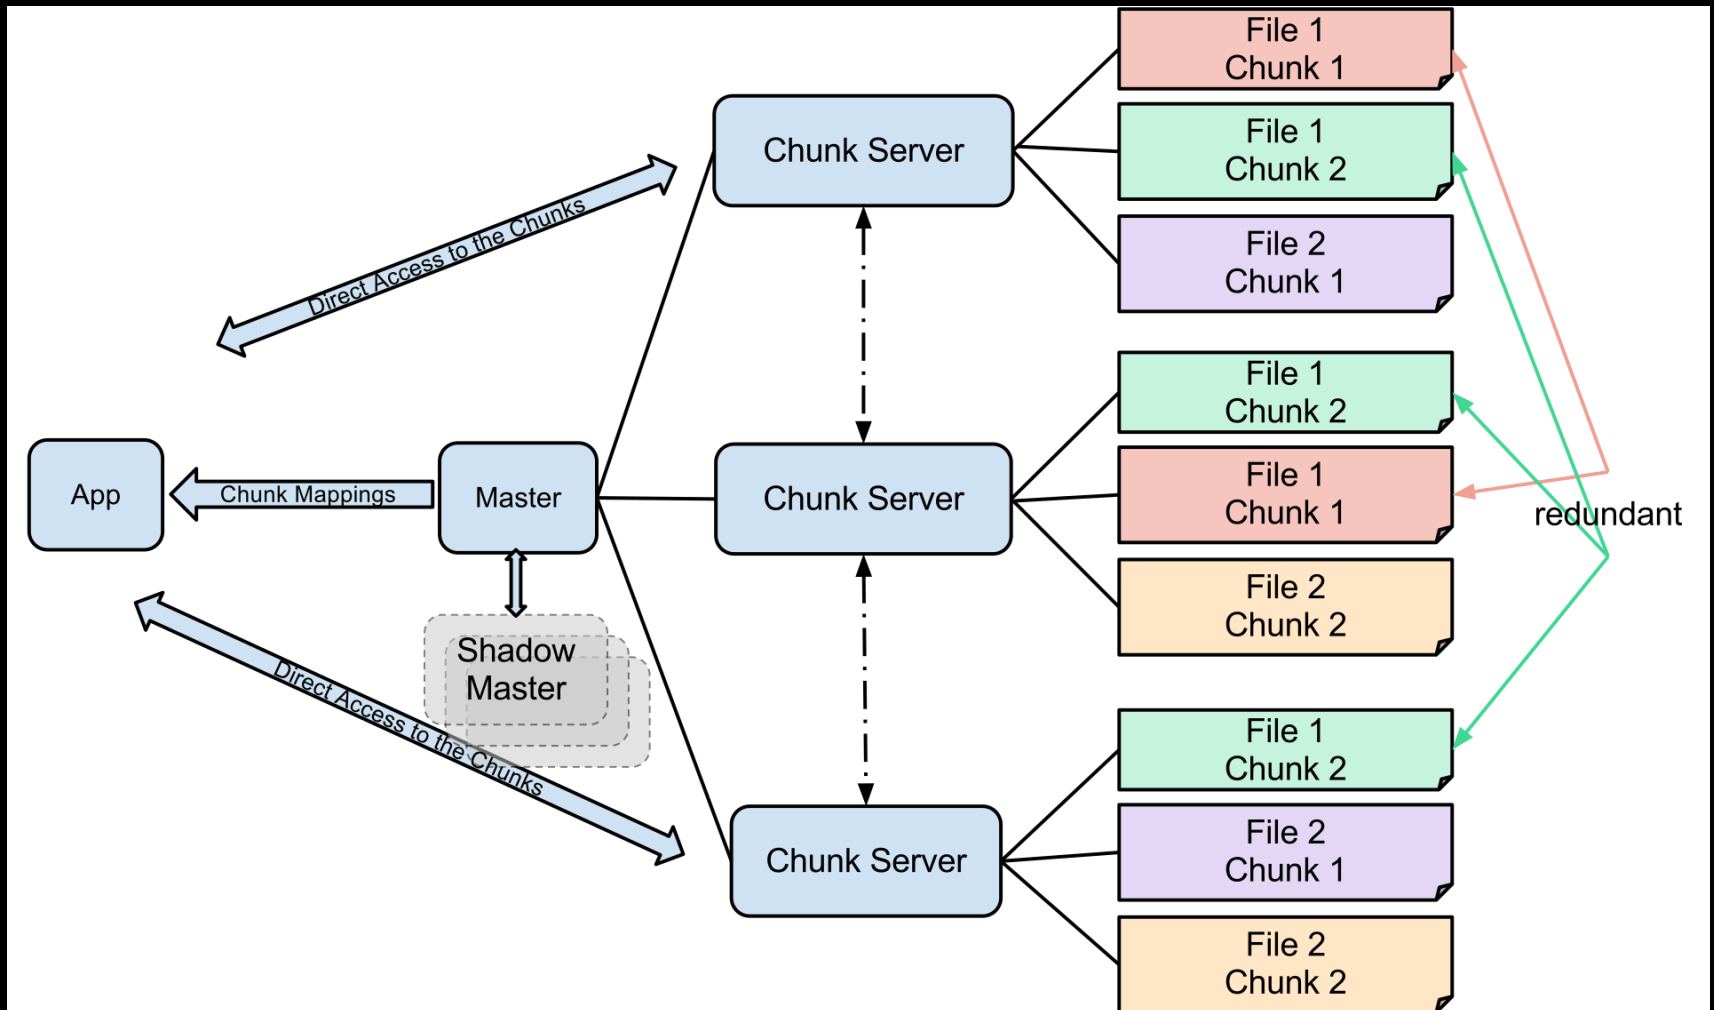 File 1
Chunk 1
Chunk Server
File 1
Chunk 2
File 2
Chunk 1
Direct Access to the Chunks
File 1
Chunk 2
App
Chunk Mappings
Master
Chunk Server
File 1
Chunk 1
redundant
File 2
Chunk 2
Shadow
Master
Direct Access to the Chunks
File 1
Chunk 2
Chunk Server
File 2
Chunk 1
File 2
Chunk 2